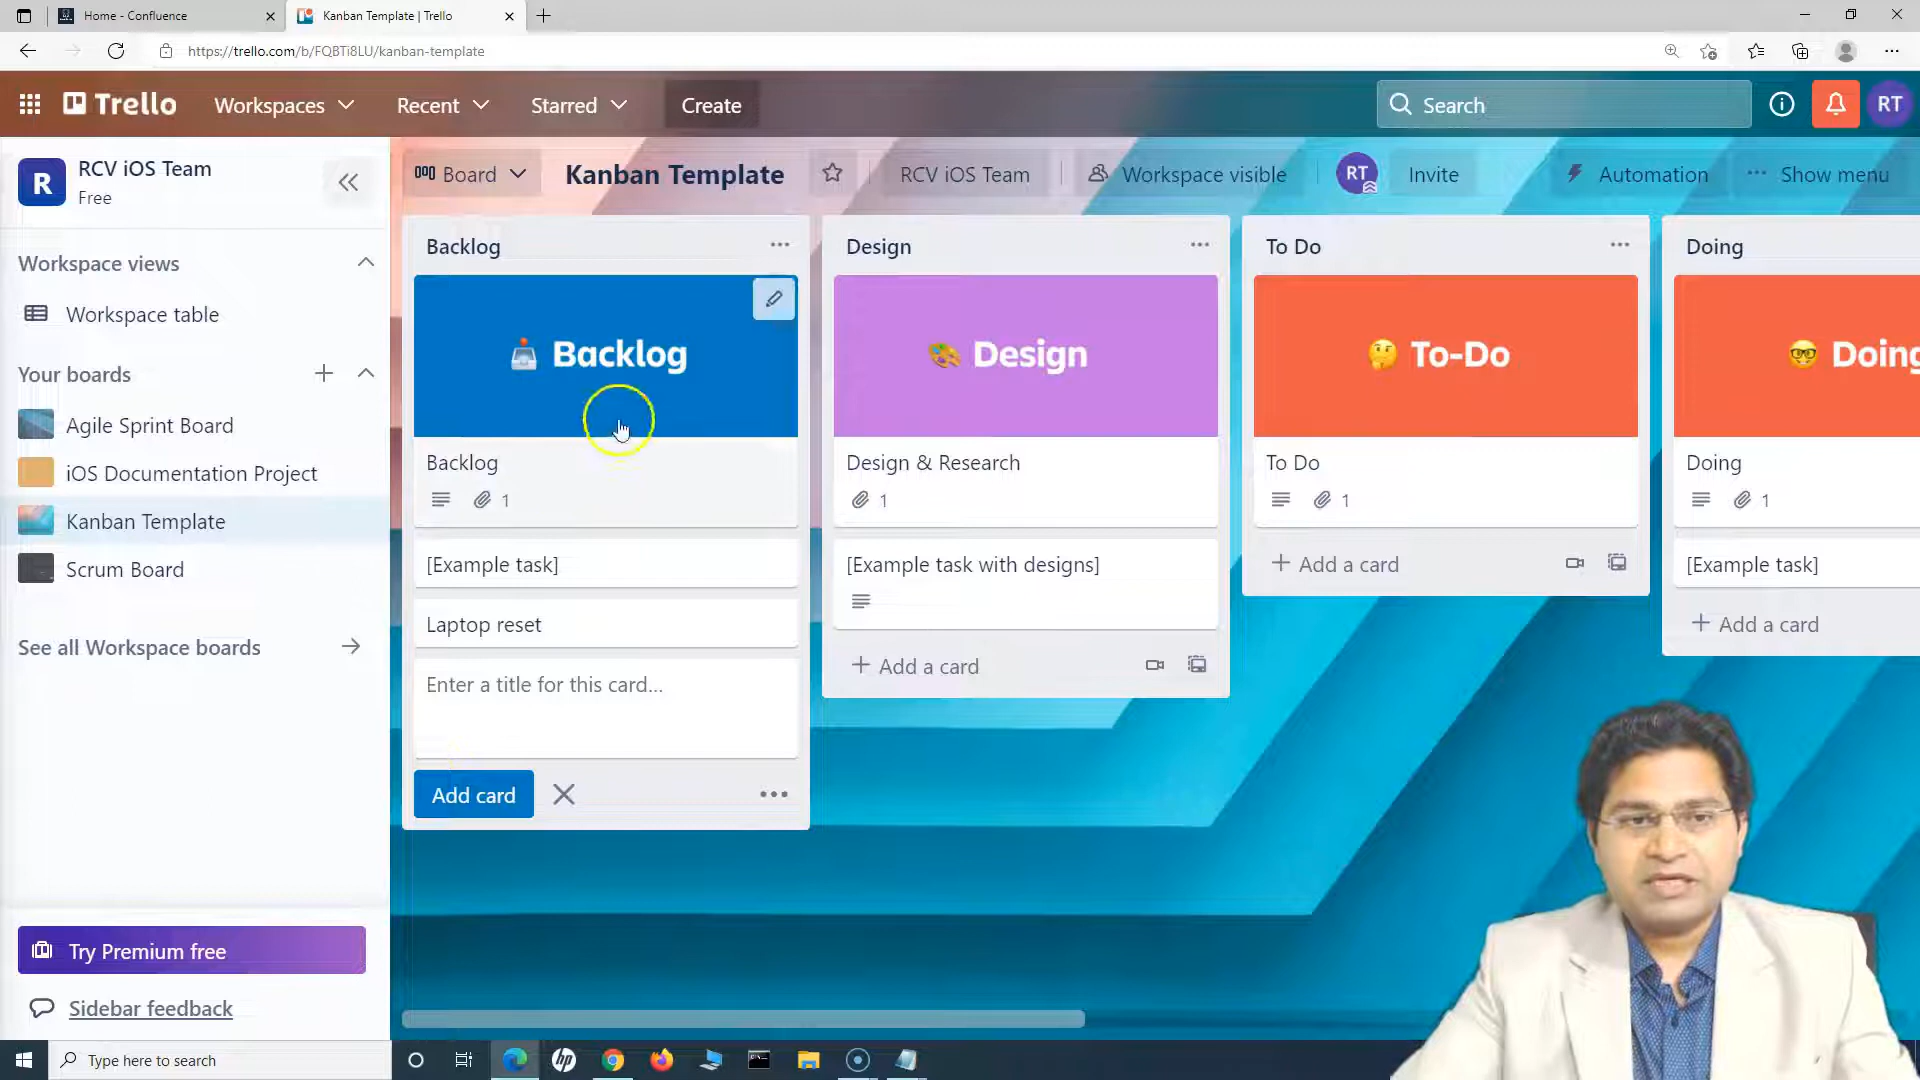 Home - Confluence
Kanban Template | Trello
https://trello.com/b/FQBTi8LU/kanban-template
Trello
Workspaces
Recent
Starred
Create
Search
RT
R
RCV iOS Team
Free
Board
Kanban Template
RCV iOS Team
Workspace visible
RT
Invite
Automation
Show menu
Workspace views
Workspace table
Your boards
Agile Sprint Board
iOS Documentation Project
Kanban Template
Scrum Board
See all Workspace boards
Try Premium free
Sidebar feedback
Backlog
Backlog
Backlog
1
[Example task]
Laptop reset
Enter a title for this card...
Add card
Design
Design
Design & Research
1
[Example task with designs]
Add a card
To Do
To-Do
To Do
1
Add a card
Doing
Doing
Doing
1
[Example task]
Add a card
Type here to search
hp